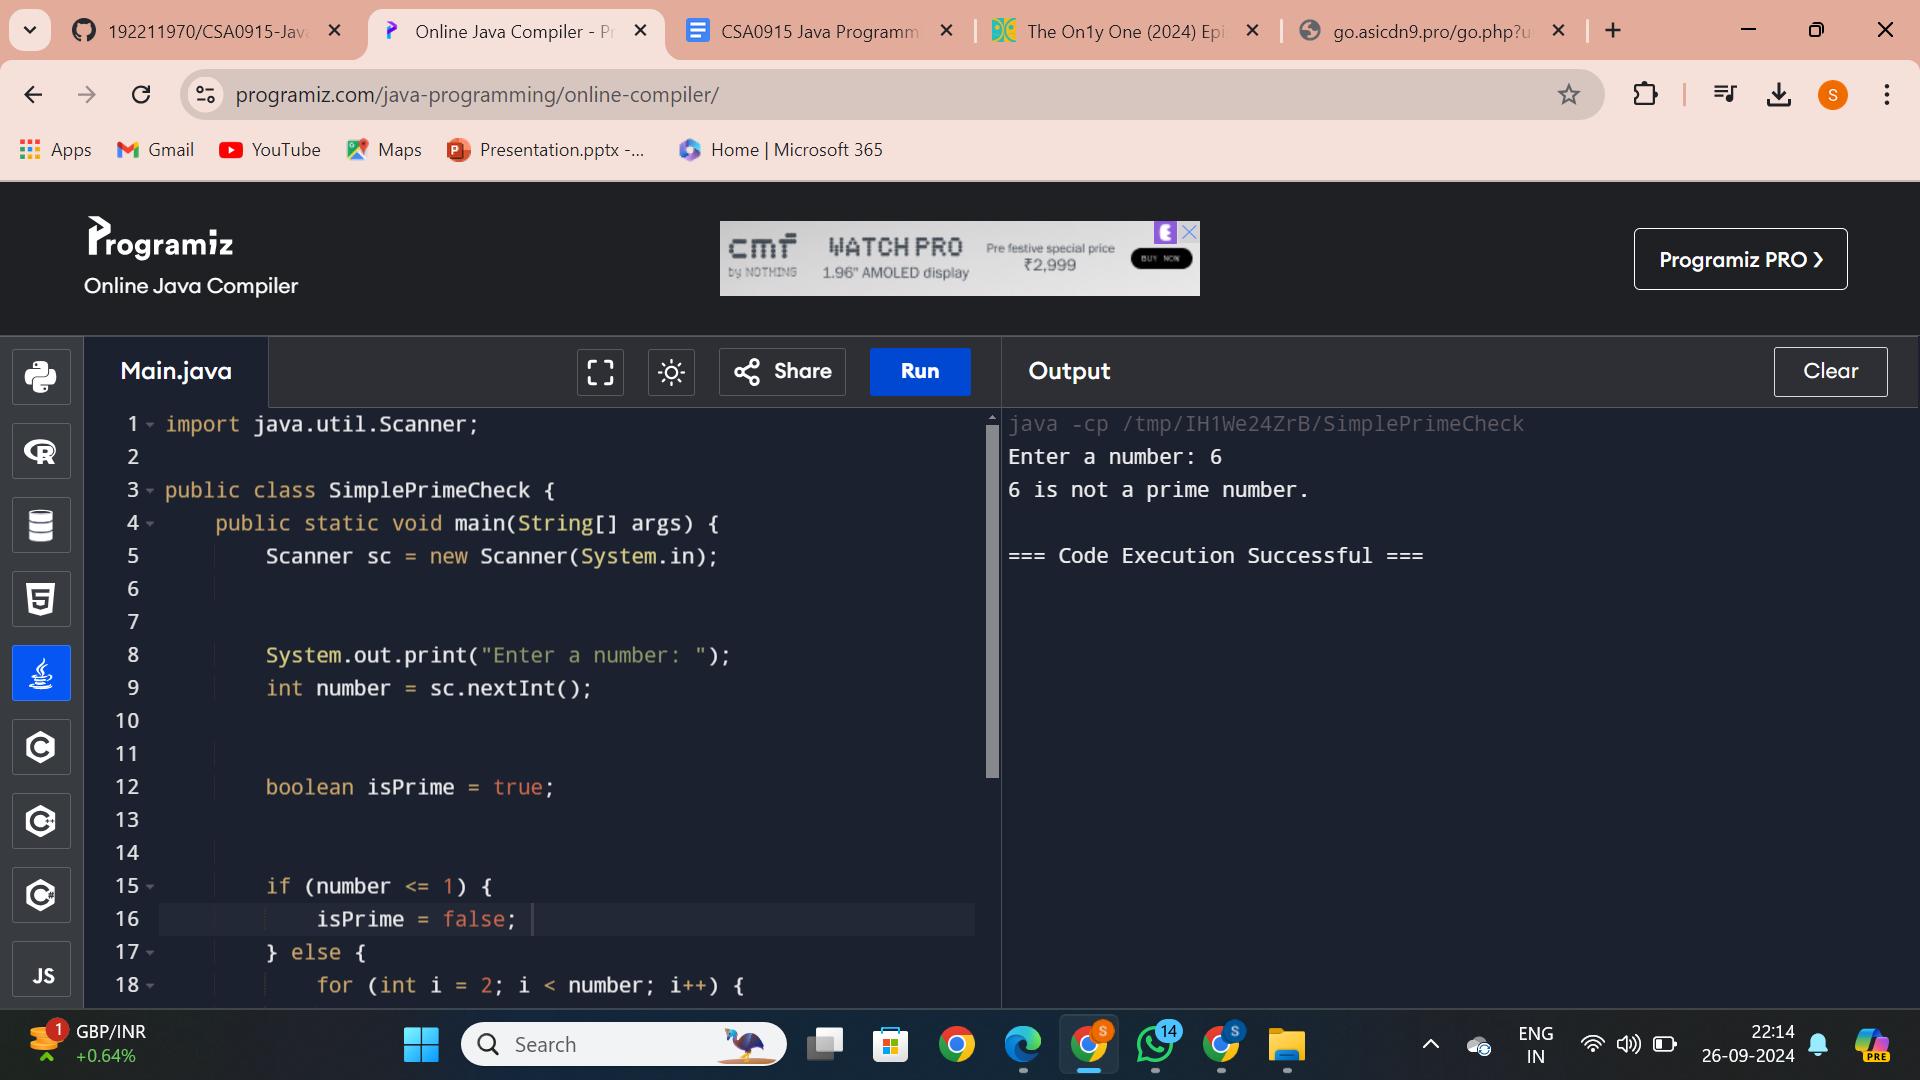 192211970/CSA0915-Java
Online Java Compiler - Pr
CSA0915 Java Programm
The On1y One (2024) Epi
go.asicdn9.pro/go.php?u
programiz.com/java-programming/online-compiler/
S
Apps
Gmail
YouTube
Maps
Presentation.pptx -...
Home | Microsoft 365
Programiz
Online Java Compiler
cmf
by NOTHING
WATCH PRO
1.96" AMOLED display
Pre festive special price
₹2,999
BUY NOW
Programiz PRO ❯
Main.java
Share
Run
Output
Clear
1 import java.util.Scanner;
2
3 public class SimplePrimeCheck {
4 public static void main(String[] args) {
5 Scanner sc = new Scanner(System.in);
6
7
8 System.out.print("Enter a number: ");
9 int number = sc.nextInt();
10
11
12 boolean isPrime = true;
13
14
15 if (number <= 1) {
16 isPrime = false;
17 } else {
18 for (int i = 2; i < number; i++) {
java -cp /tmp/IH1We24ZrB/SimplePrimeCheck
Enter a number: 6
6 is not a prime number.
=== Code Execution Successful ===
JS
1
GBP/INR
+0.64%
Search
S
14
S
ENG
IN
22:14
26-09-2024
PRE